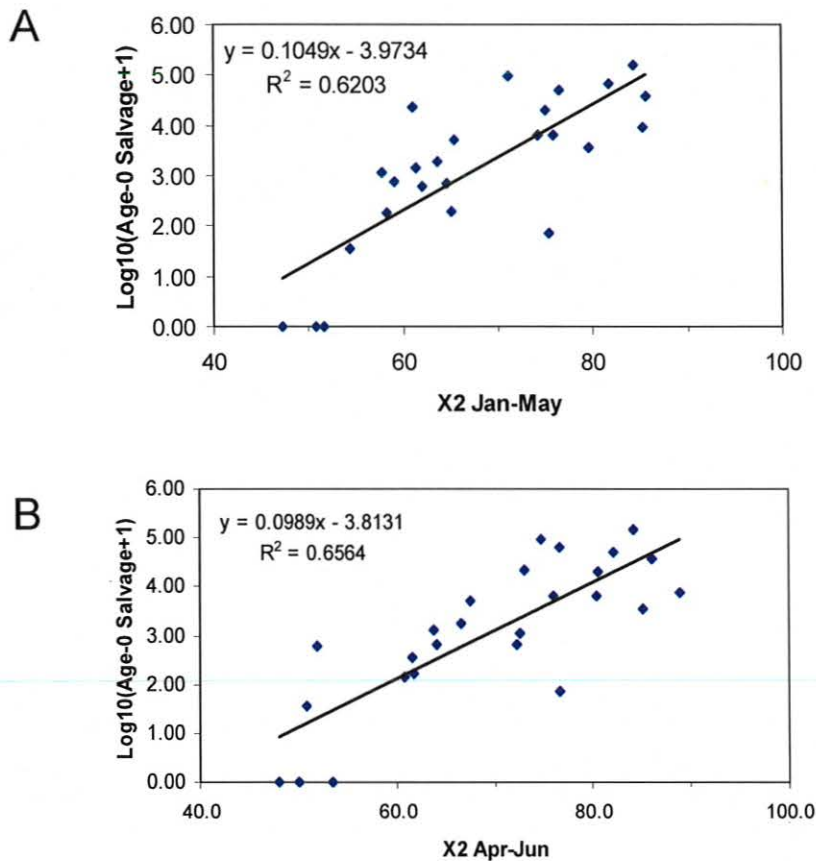 A
y = 0.1049x - 3.9734
R² = 0.6203
Log10(Age-0 Salvage+1)
6.00
5.00
4.00
3.00
2.00
1.00
0.00
40
60
80
100
X2 Jan-May
B
y = 0.0989x - 3.8131
R² = 0.6564
Log10(Age-0 Salvage+1)
6.00
5.00
4.00
3.00
2.00
1.00
0.00
40.0
60.0
80.0
100.0
X2 Apr-Jun